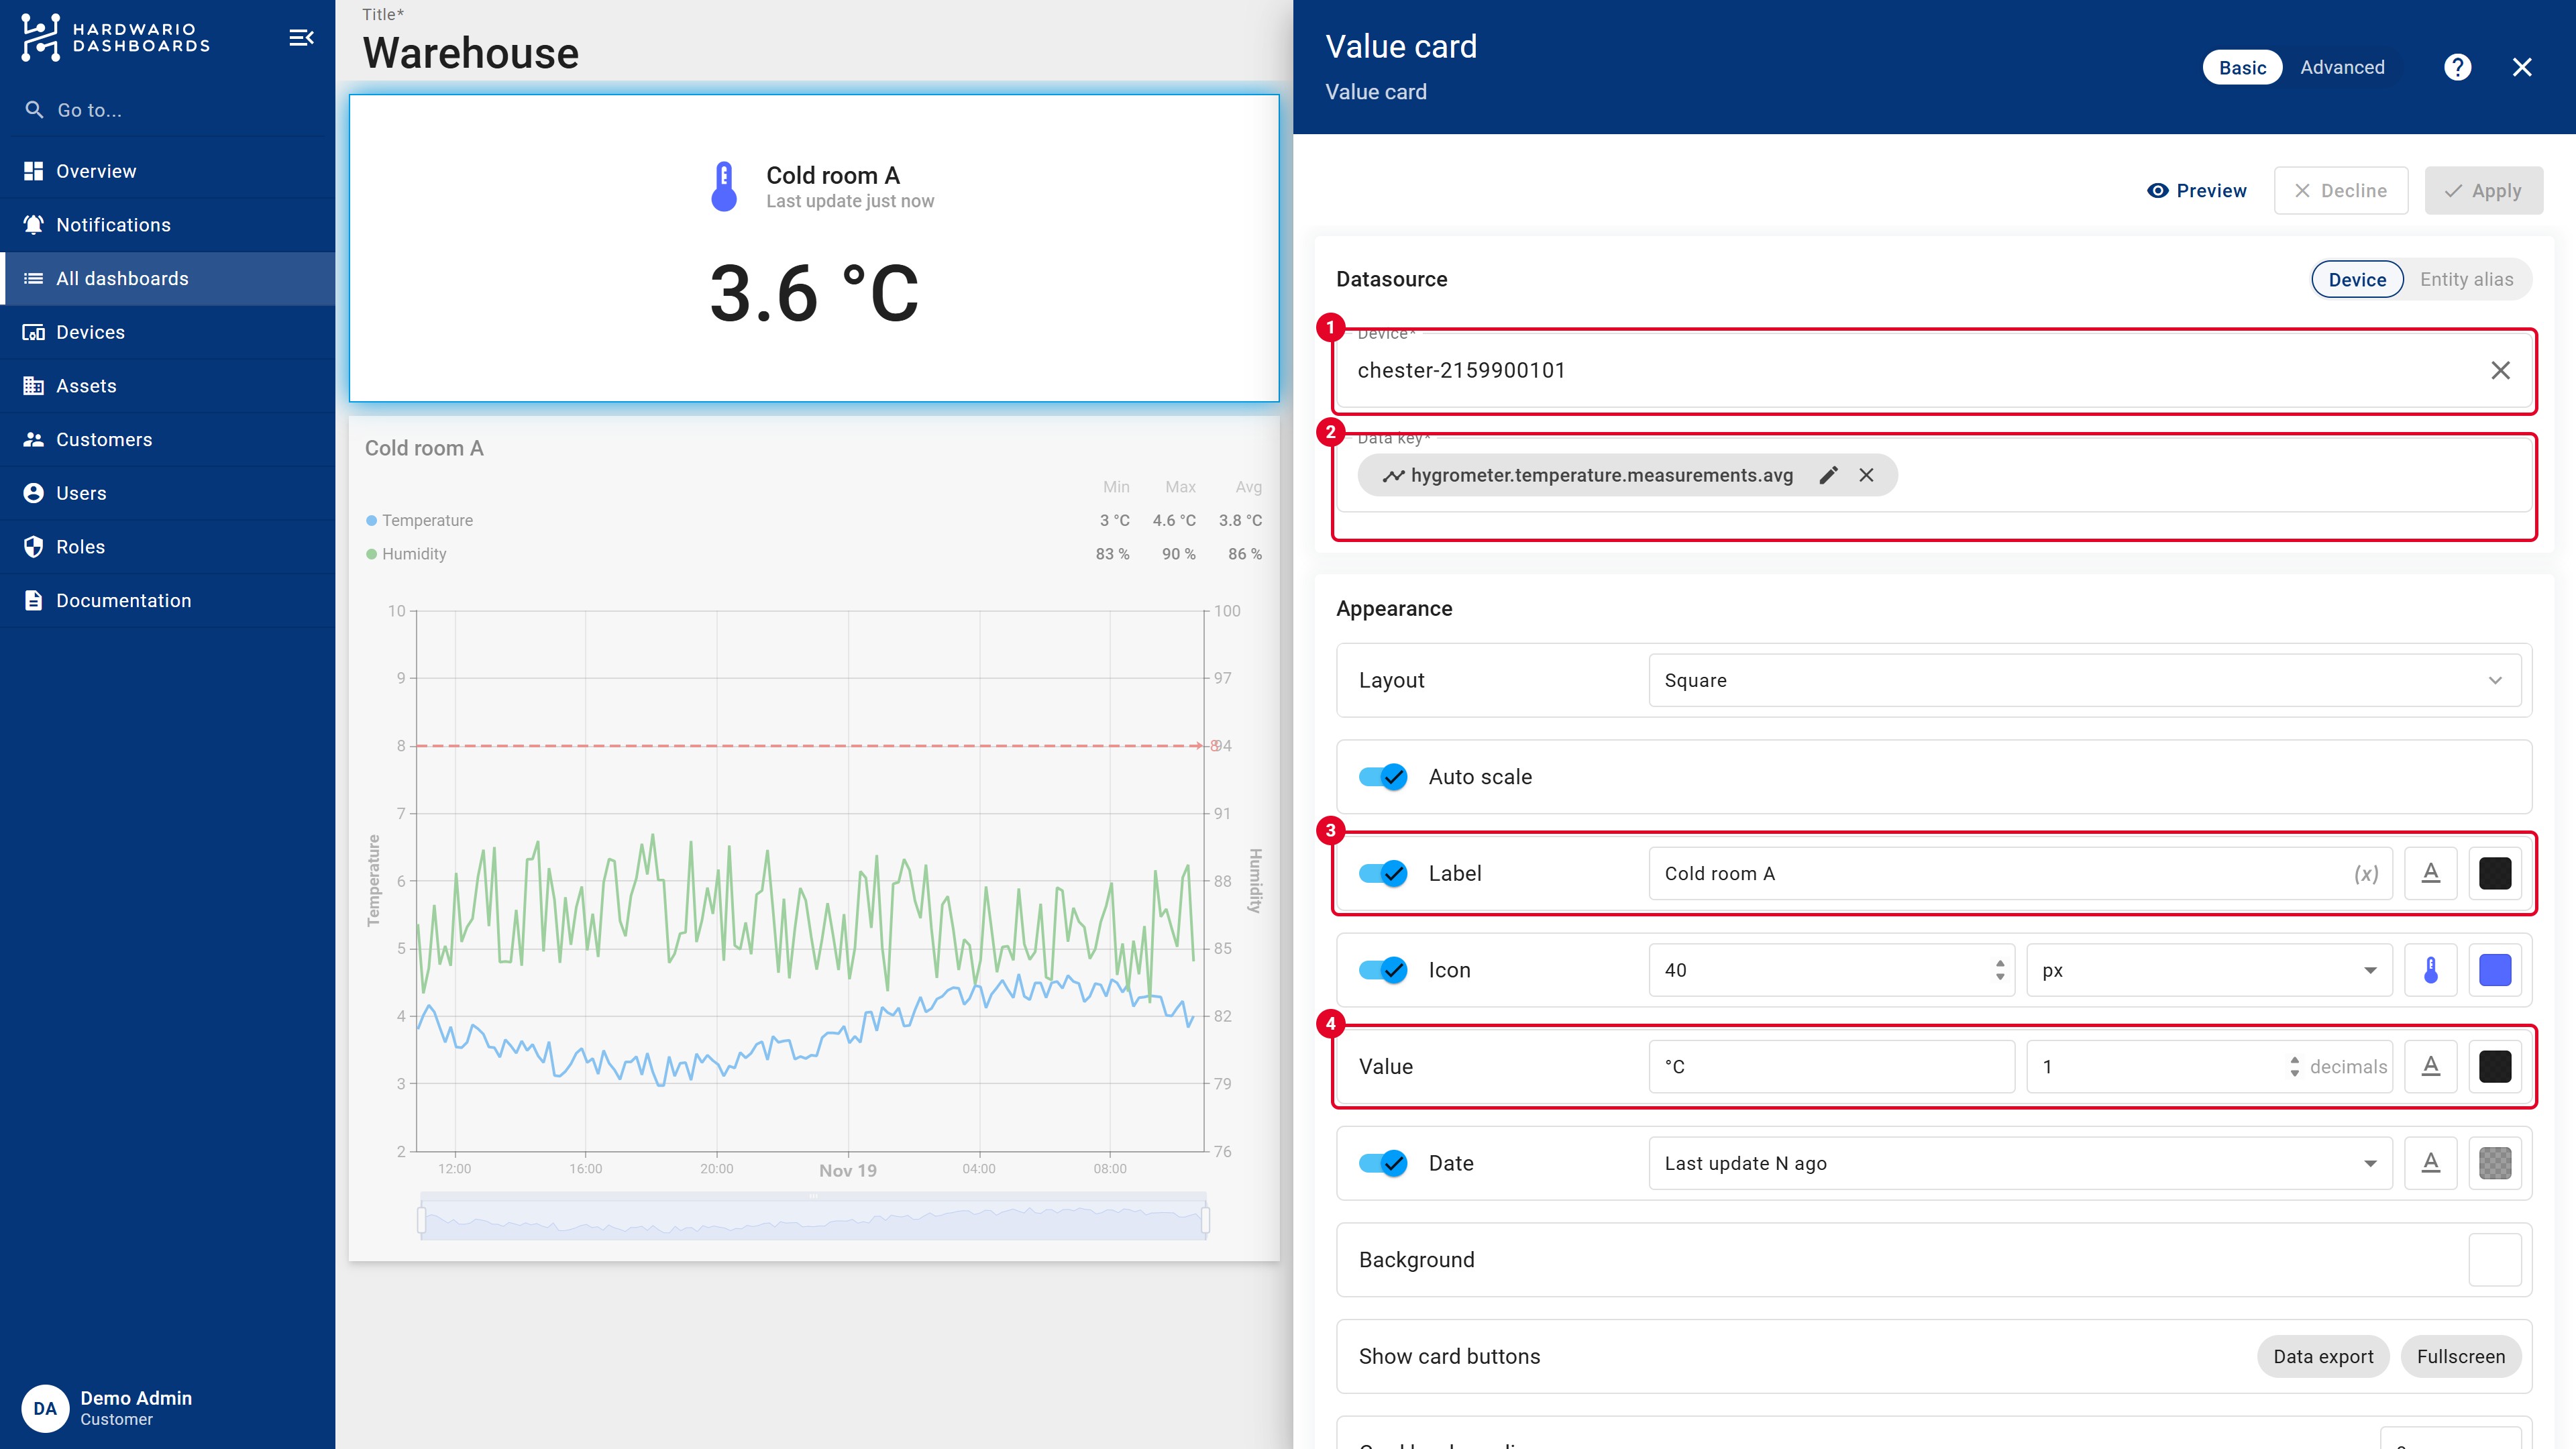 HARDWARIO
DASHBOARDS
Go to...
Overview
Notifications
All dashboards
Devices
Assets
Customers
Users
Roles
Documentation
DA
Demo Admin
Customer
Title*
Warehouse
Cold room A
Last update just now
3.6 °C
Cold room A
Min Max Avg
Temperature 3 °C 4.6 °C 3.8 °C
Humidity 83 % 90 % 86 %
10 100
9 97
8 8 94
7 91
6 88
5 85
4 82
3 79
2 76
Temperature
Humidity
12:00 16:00 20:00 Nov 19 04:00 08:00
Value card
Value card
Basic Advanced ?
Preview Decline Apply
Datasource
Device Entity alias
1
Device*
chester-2159900101
2
Data key*
hygrometer.temperature.measurements.avg
Appearance
Layout Square
Auto scale
3
Label Cold room A (x) A
Icon 40 px
4
Value °C 1 decimals A
Date Last update N ago A
Background
Show card buttons Data export Fullscreen